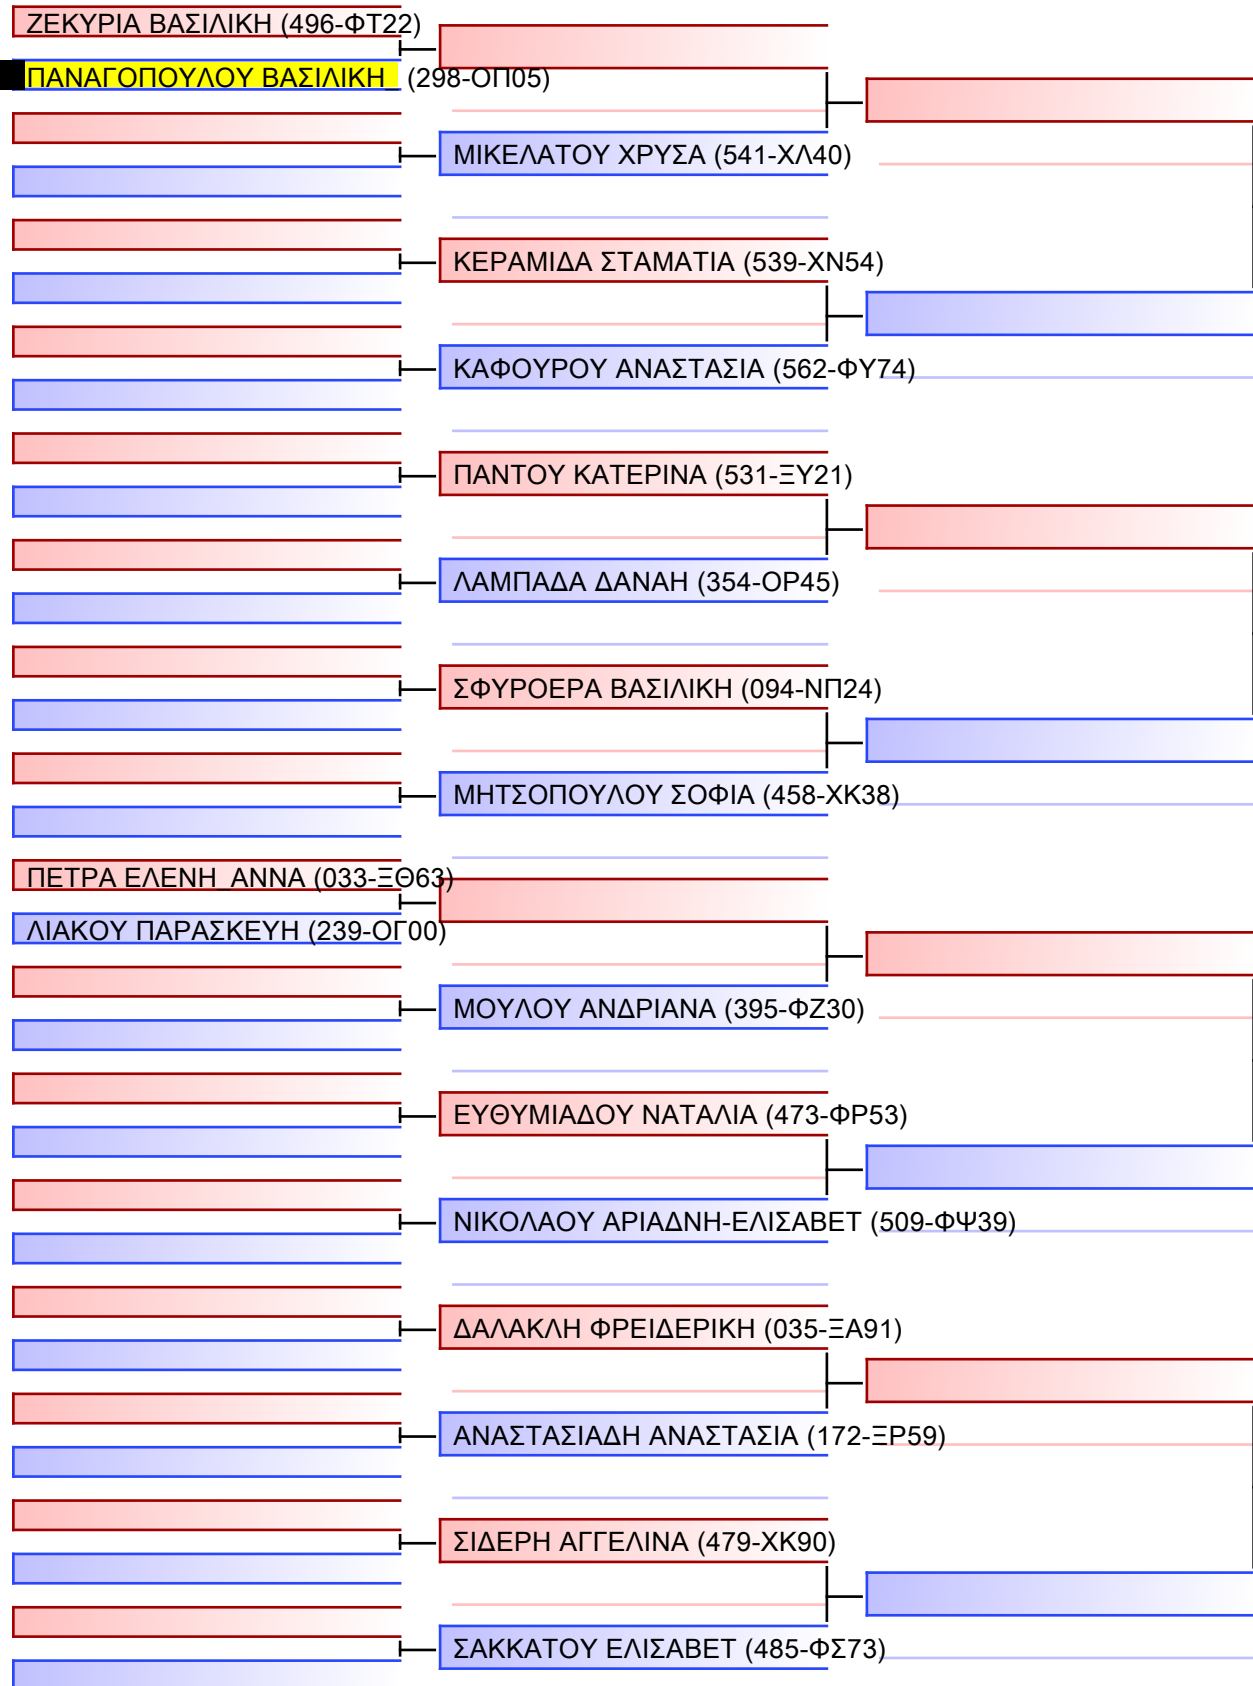 ΖΕΚΥΡΙΑ ΒΑΣΙΛΙΚΗ (496-ΦΤ22)
ΠΑΝΑΓΟΠΟΥΛΟΥ ΒΑΣΙΛΙΚΗ_ (298-ΟΠ05)
ΜΙΚΕΛΑΤΟΥ ΧΡΥΣΑ (541-ΧΛ40)
ΚΕΡΑΜΙΔΑ ΣΤΑΜΑΤΙΑ (539-ΧΝ54)
ΚΑΦΟΥΡΟΥ ΑΝΑΣΤΑΣΙΑ (562-ΦΥ74)
ΠΑΝΤΟΥ ΚΑΤΕΡΙΝΑ (531-ΞΥ21)
ΛΑΜΠΑΔΑ ΔΑΝΑΗ (354-ΟΡ45)
ΣΦΥΡΟΕΡΑ ΒΑΣΙΛΙΚΗ (094-ΝΠ24)
ΜΗΤΣΟΠΟΥΛΟΥ ΣΟΦΙΑ (458-ΧΚ38)
ΠΕΤΡΑ ΕΛΕΝΗ_ΑΝΝΑ (033-ΞΘ63)
ΛΙΑΚΟΥ ΠΑΡΑΣΚΕΥΗ (239-ΟΓ00)
ΜΟΥΛΟΥ ΑΝΔΡΙΑΝΑ (395-ΦΖ30)
ΕΥΘΥΜΙΑΔΟΥ ΝΑΤΑΛΙΑ (473-ΦΡ53)
ΝΙΚΟΛΑΟΥ ΑΡΙΑΔΝΗ-ΕΛΙΣΑΒΕΤ (509-ΦΨ39)
ΔΑΛΑΚΛΗ ΦΡΕΙΔΕΡΙΚΗ (035-ΞΑ91)
ΑΝΑΣΤΑΣΙΑΔΗ ΑΝΑΣΤΑΣΙΑ (172-ΞΡ59)
ΣΙΔΕΡΗ ΑΓΓΕΛΙΝΑ (479-ΧΚ90)
ΣΑΚΚΑΤΟΥ ΕΛΙΣΑΒΕΤ (485-ΦΣ73)